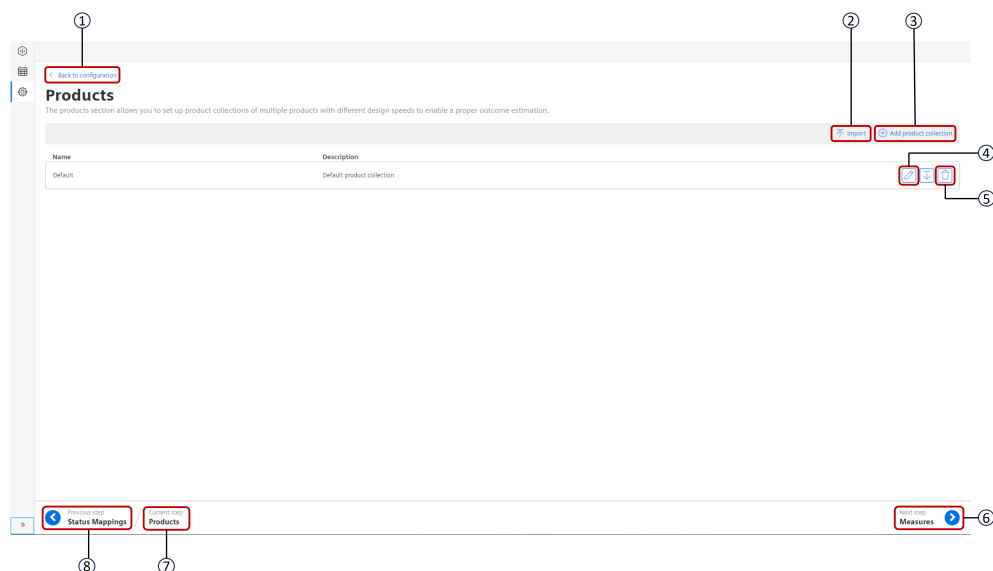 ① ② ③
Back to configuration
Products
The products section allows you to set up product collections of multiple products with different design speeds to enable a proper outcome estimation.
Import Add product collection
④
Name Description
Default Default product collection
⑤
Previous step Current step Next step
Status Mappings / Products Measures
⑥
⑧ ⑦